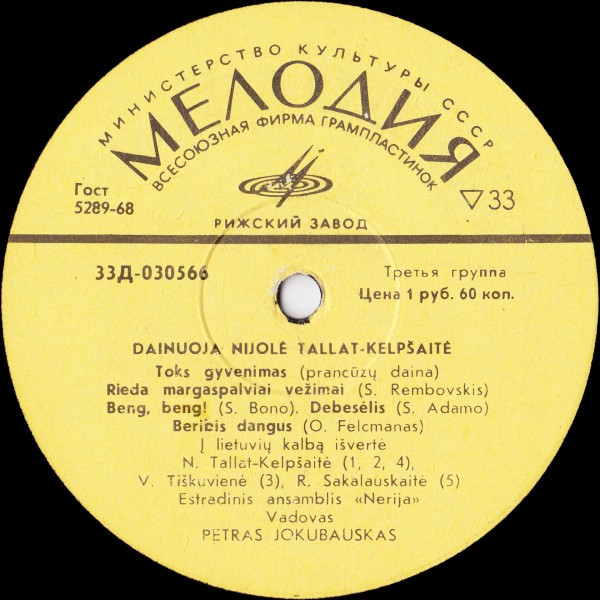 МИНИСТЕРСТВО КУЛЬТУРЫ СССР
МЕЛОДИЯ
ВСЕСОЮЗНАЯ ФИРМА ГРАМПЛАСТИНОК
Гост
5289-68
▽33
РИЖСКИЙ ЗАВОД
33Д-030566
Третья группа
Цена 1 руб. 60 коп.
DAINUOJA NIJOLĖ TALLAT-KELPŠAITĖ
Toks gyvenimas (prancūzų daina)
Rieda margaspalviai vežimai (S. Rembovskis)
Beng, beng! (S. Bono). Debesėlis (S. Adamo)
Beribis dangus (O. Felcmanas)
Į lietuvių kalbą išvertė
N. Tallat-Kelpšaitė (1, 2, 4),
V. Tiškuvienė (3), R. Sakalauskaitė (5)
Estradinis ansamblis «Nerija»
Vadovas
PETRAS JOKUBAUSKAS